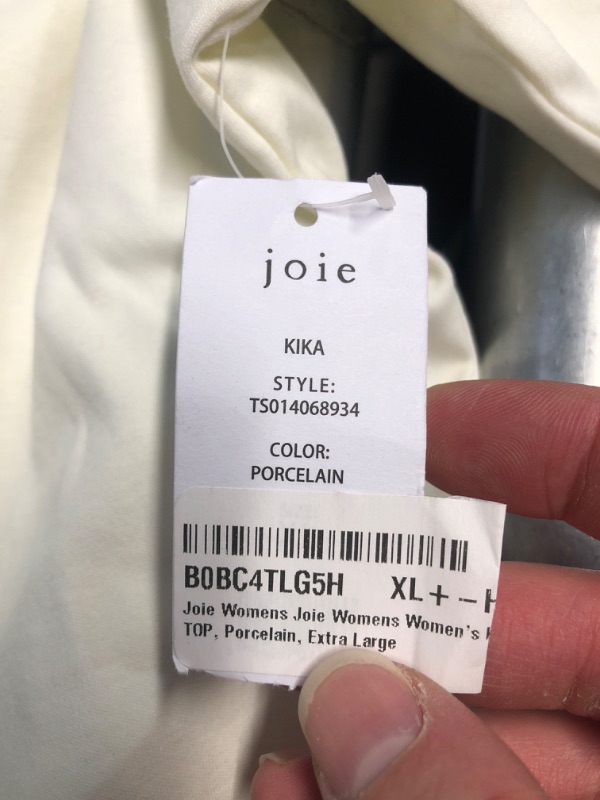 joie
KIKA
STYLE:
TS014068934
COLOR:
PORCELAIN
B0BC4TLG5H XL+ -
Joie Womens Joie Womens Women's
TOP, Porcelain, Extra Large